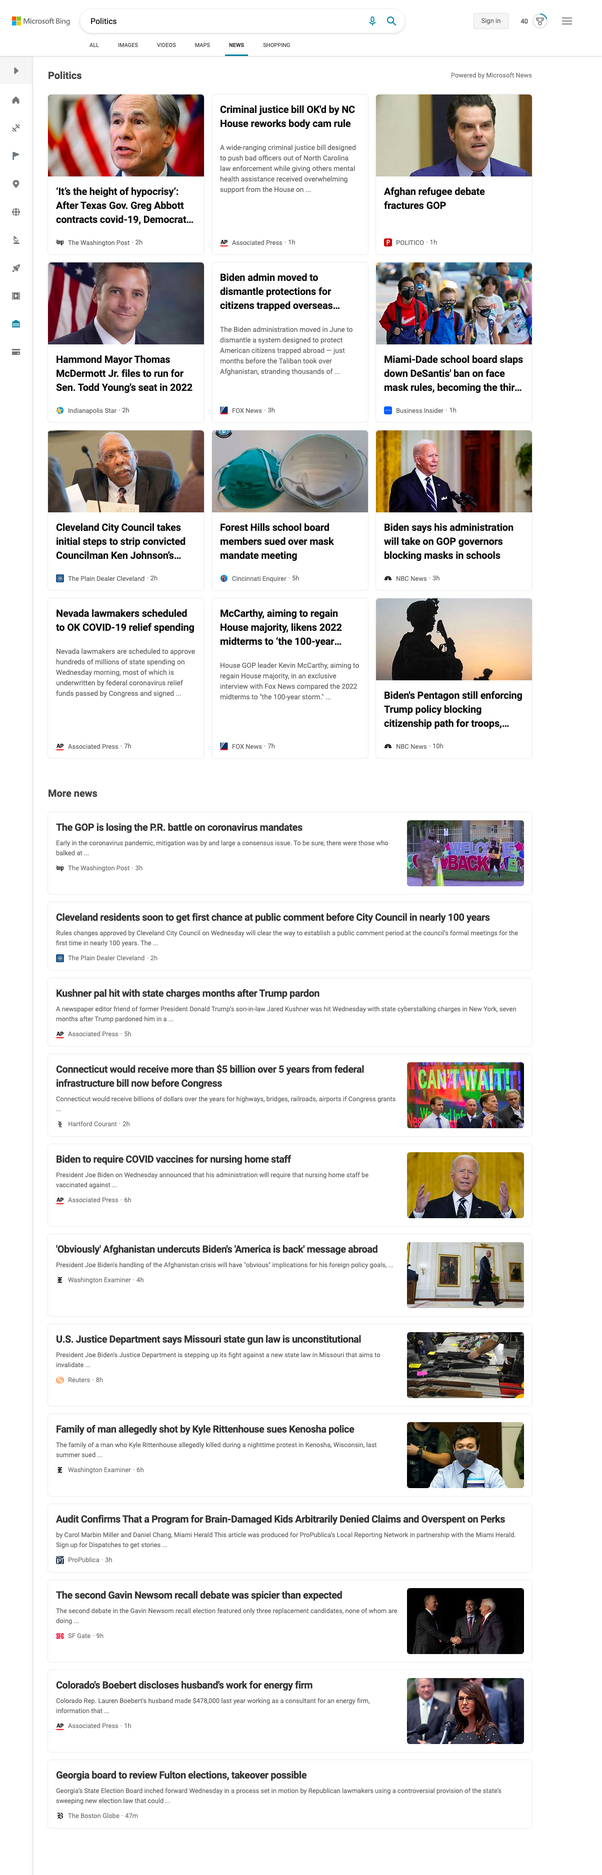 Microsoft Bing
Politics
Sign in
40
ALL IMAGES VIDEOS MAPS NEWS SHOPPING
Politics
Powered by Microsoft News
'It's the height of hypocrisy':
After Texas Gov. Greg Abbott
contracts covid-19, Democrat...
The Washington Post · 2h
Criminal justice bill OK'd by NC
House reworks body cam rule
A wide-ranging criminal justice bill designed
to push bad officers out of North Carolina
law enforcement while giving others mental
health assistance received overwhelming
support from the House on ...
AP Associated Press · 1h
Afghan refugee debate
fractures GOP
POLITICO · 1h
Hammond Mayor Thomas
McDermott Jr. files to run for
Sen. Todd Young's seat in 2022
Indianapolis Star · 2h
Biden admin moved to
dismantle protections for
citizens trapped overseas...
The Biden administration moved in June to
dismantle a system designed to protect
American citizens trapped abroad — just
months before the Taliban took over
Afghanistan, stranding thousands of ...
FOX News · 3h
Miami-Dade school board slaps
down DeSantis' ban on face
mask rules, becoming the thir...
Business Insider · 1h
Cleveland City Council takes
initial steps to strip convicted
Councilman Ken Johnson's...
The Plain Dealer Cleveland · 2h
Forest Hills school board
members sued over mask
mandate meeting
Cincinnati Enquirer · 5h
Biden says his administration
will take on GOP governors
blocking masks in schools
NBC News · 3h
Nevada lawmakers scheduled
to OK COVID-19 relief spending
Nevada lawmakers are scheduled to approve
hundreds of millions of state spending on
Wednesday morning, most of which is
underwritten by federal coronavirus relief
funds passed by Congress and signed ...
AP Associated Press · 7h
McCarthy, aiming to regain
House majority, likens 2022
midterms to 'the 100-year...
House GOP leader Kevin McCarthy, aiming to
regain House majority, in an exclusive
interview with Fox News compared the 2022
midterms to "the 100-year storm." ...
FOX News · 7h
Biden's Pentagon still enforcing
Trump policy blocking
citizenship path for troops,...
NBC News · 10h
More news
The GOP is losing the P.R. battle on coronavirus mandates
Early in the coronavirus pandemic, mitigation was by and large a consensus issue. To be sure, there were those who
balked at ...
The Washington Post · 3h
WELCOME
BACK
Cleveland residents soon to get first chance at public comment before City Council in nearly 100 years
Rules changes approved by Cleveland City Council on Wednesday will clear the way to establish a public comment period at the council's formal meetings for the
first time in nearly 100 years. The ...
The Plain Dealer Cleveland · 2h
Kushner pal hit with state charges months after Trump pardon
A newspaper editor friend of former President Donald Trump's son-in-law Jared Kushner was hit Wednesday with state cyberstalking charges in New York, seven
months after Trump pardoned him in a ...
AP Associated Press · 5h
Connecticut would receive more than $5 billion over 5 years from federal
infrastructure bill now before Congress
Connecticut would receive billions of dollars over the years for highways, bridges, railroads, airports if Congress grants
...
Hartford Courant · 2h
CAN'T WAIT!
Biden to require COVID vaccines for nursing home staff
President Joe Biden on Wednesday announced that his administration will require that nursing home staff be
vaccinated against ...
AP Associated Press · 6h
'Obviously' Afghanistan undercuts Biden's 'America is back' message abroad
President Joe Biden's handling of the Afghanistan crisis will have "obvious" implications for his foreign policy goals, ...
Washington Examiner · 4h
U.S. Justice Department says Missouri state gun law is unconstitutional
President Joe Biden's Justice Department is stepping up its fight against a new state law in Missouri that aims to
invalidate ...
Reuters · 8h
Family of man allegedly shot by Kyle Rittenhouse sues Kenosha police
The family of a man who Kyle Rittenhouse allegedly killed during a nighttime protest in Kenosha, Wisconsin, last
summer sued ...
Washington Examiner · 6h
Audit Confirms That a Program for Brain-Damaged Kids Arbitrarily Denied Claims and Overspent on Perks
by Carol Marbin Miller and Daniel Chang, Miami Herald This article was produced for ProPublica's Local Reporting Network in partnership with the Miami Herald.
Sign up for Dispatches to get stories ...
ProPublica · 3h
The second Gavin Newsom recall debate was spicier than expected
The second debate in the Gavin Newsom recall election featured only three replacement candidates, none of whom are
doing ...
SF Gate · 9h
Colorado's Boebert discloses husband's work for energy firm
Colorado Rep. Lauren Boebert's husband made $478,000 last year working as a consultant for an energy firm,
information that ...
AP Associated Press · 1h
Georgia board to review Fulton elections, takeover possible
Georgia's State Election Board inched forward Wednesday in a process set in motion by Republican lawmakers using a controversial provision of the state's
sweeping new election law that could ...
The Boston Globe · 47m